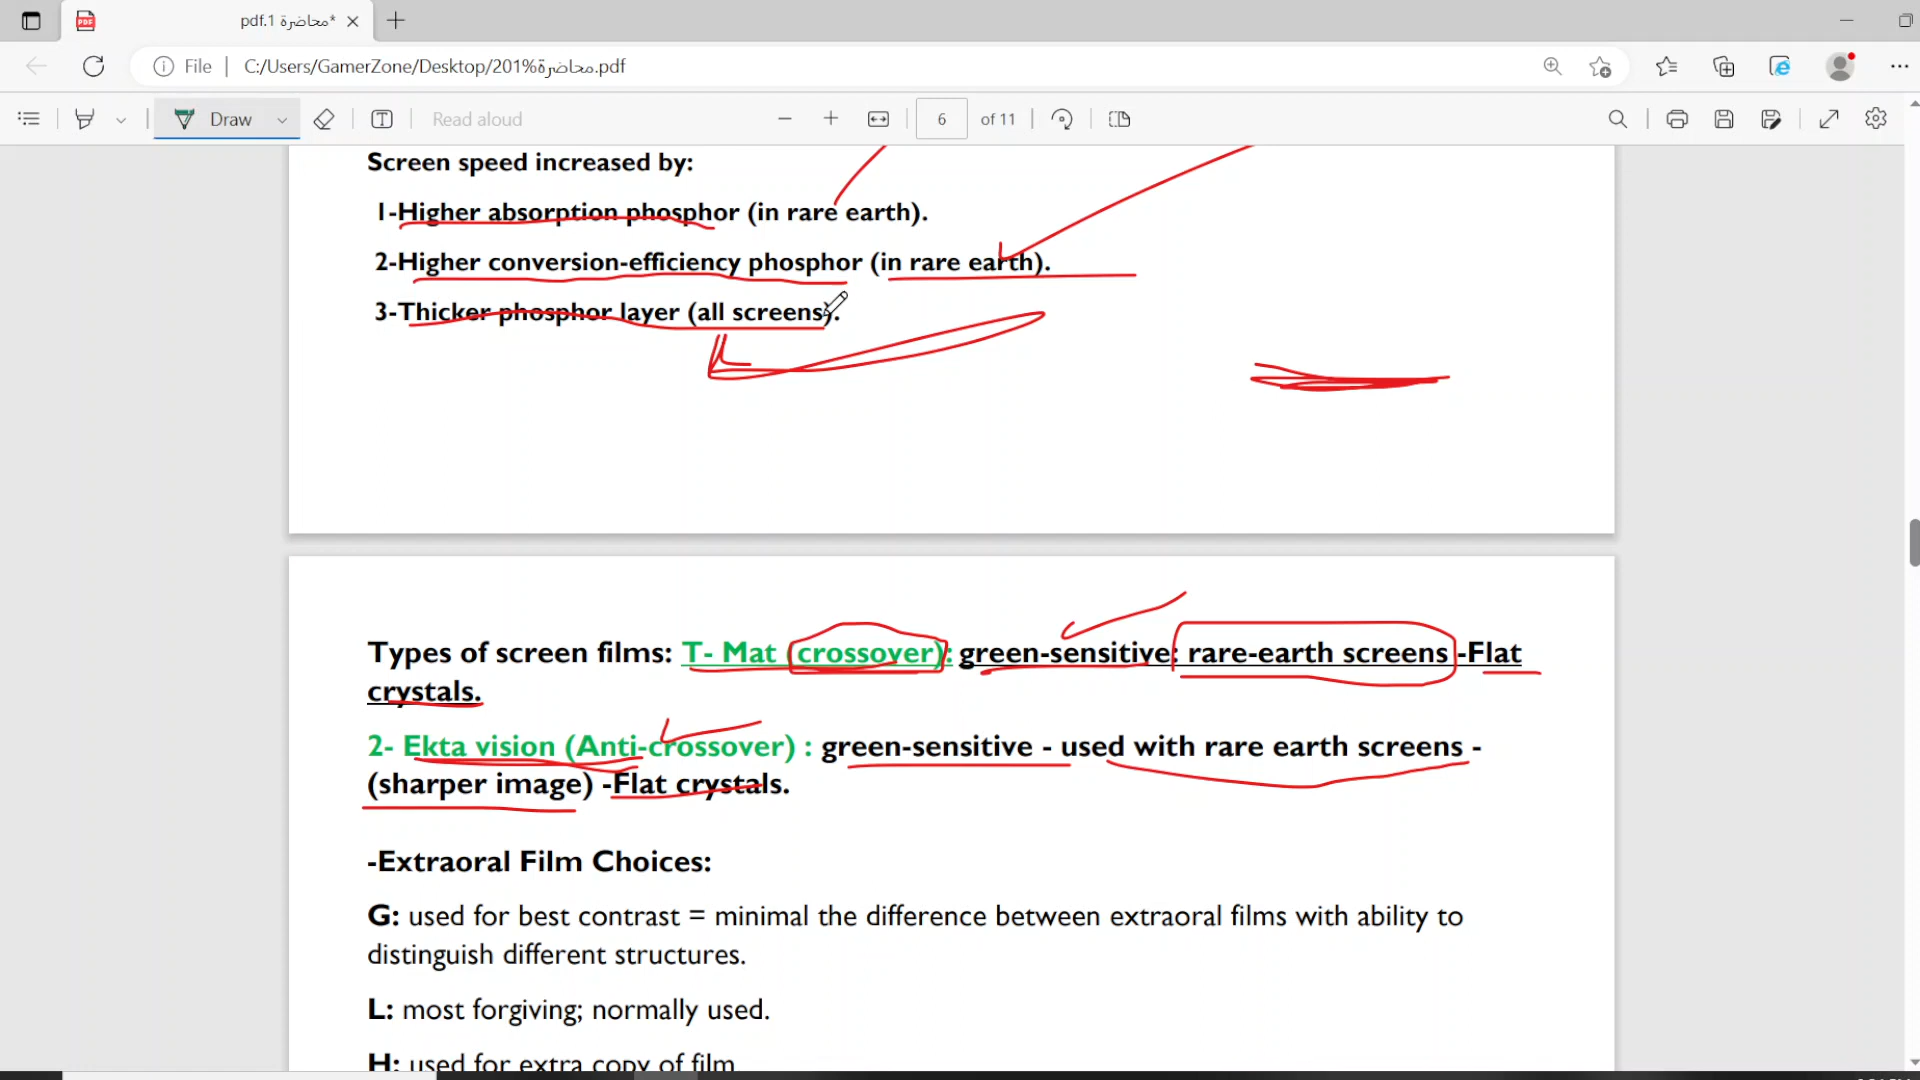 محاضرة 1.pdf*
File
C:/Users/GamerZone/Desktop/201%محاضرة.pdf
Draw
Read aloud
6
of 11
Screen speed increased by:
1-Higher absorption phosphor (in rare earth).
2-Higher conversion-efficiency phosphor (in rare earth).
3-Thicker phosphor layer (all screens).
Types of screen films: T- Mat (crossover): green-sensitive: rare-earth screens -Flat
crystals.
2- Ekta vision (Anti-crossover) : green-sensitive - used with rare earth screens -
(sharper image) -Flat crystals.
-Extraoral Film Choices:
G: used for best contrast = minimal the difference between extraoral films with ability to
distinguish different structures.
L: most forgiving; normally used.
H: used for extra copy of film